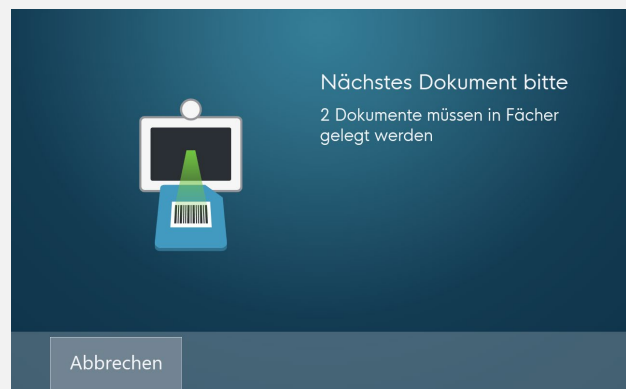 Nächstes Dokument bitte
2 Dokumente müssen in Fächer
gelegt werden
Abbrechen